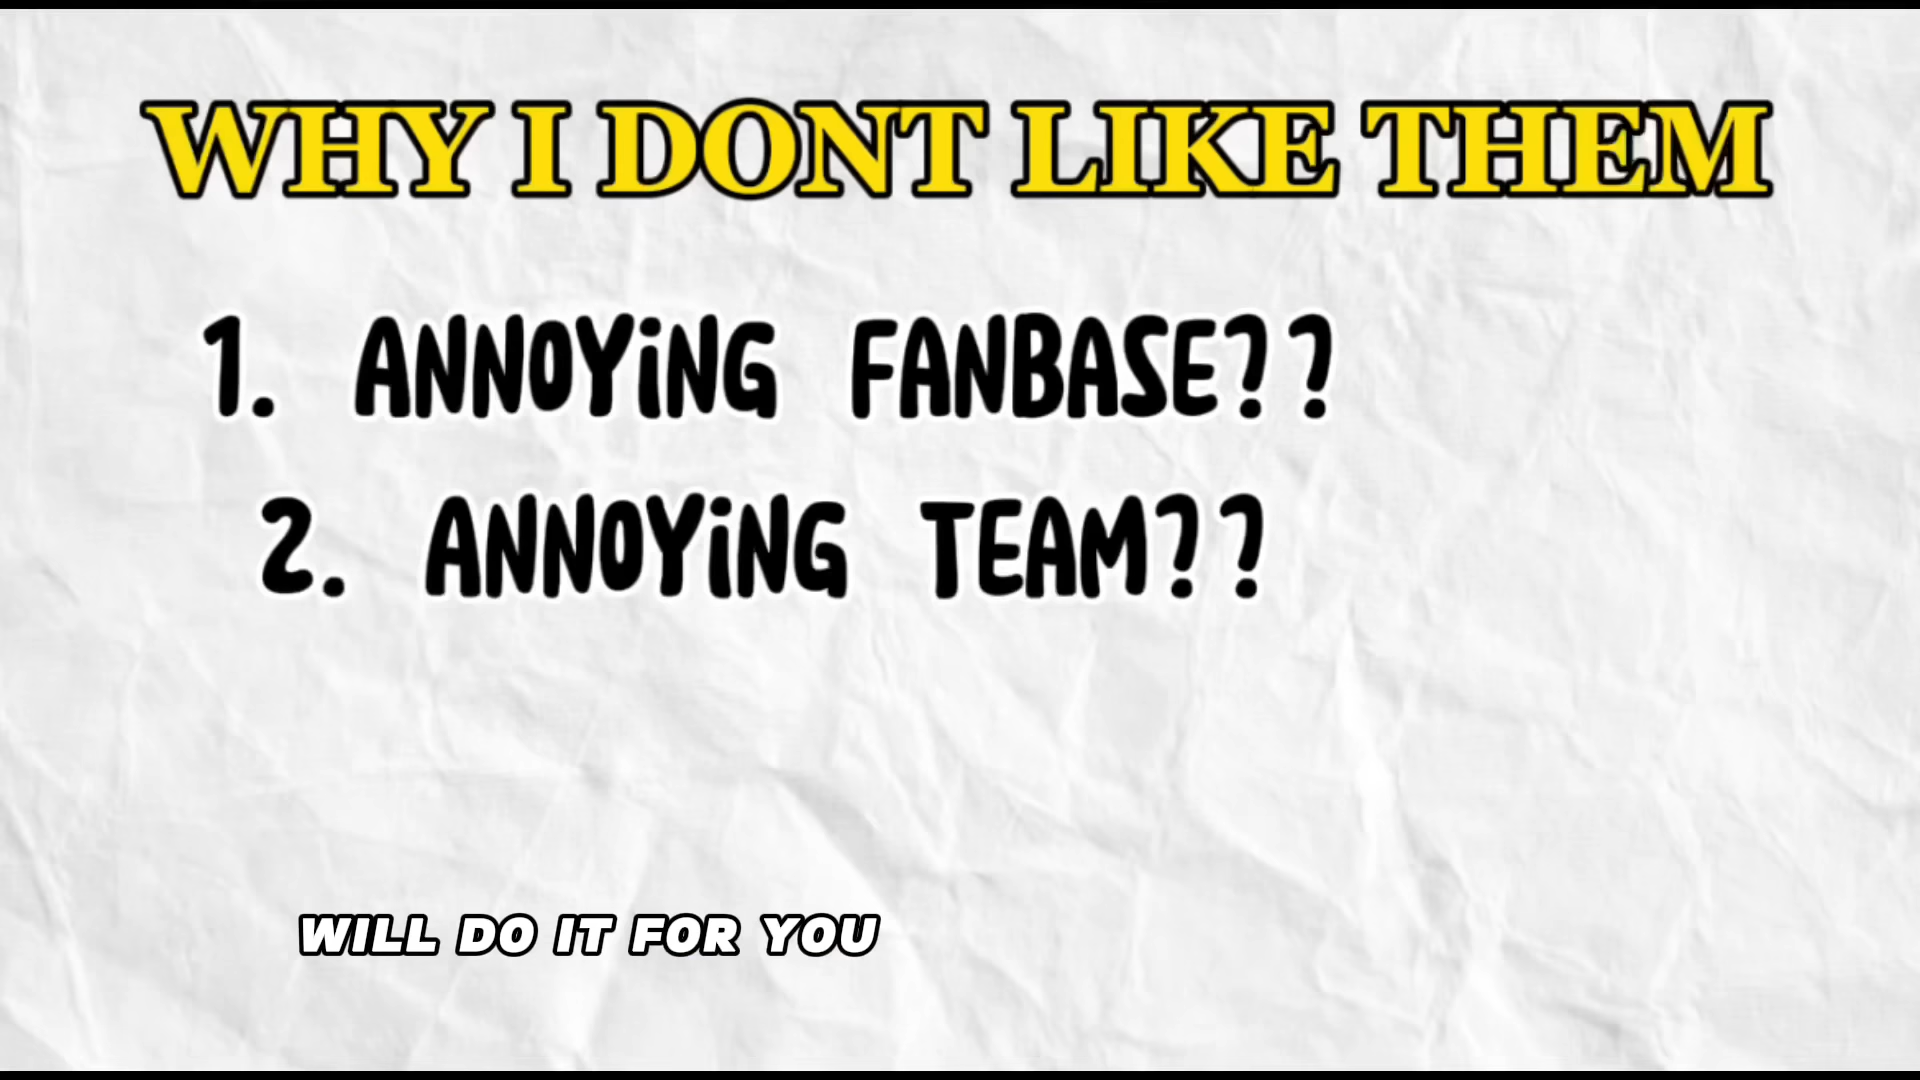 WHY I DONT LIKE THEM
1. ANNOYiNG FANBASE??
2. ANNOYiNG TEAM??
WILL DO IT FOR YOU